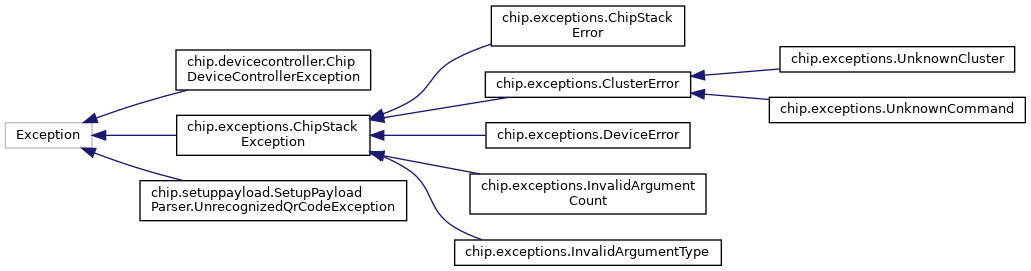 Exception
chip.devicecontroller.Chip
DeviceControllerException
chip.exceptions.ChipStack
Exception
chip.setuppayload.SetupPayload
Parser.UnrecognizedQrCodeException
chip.exceptions.ChipStack
Error
chip.exceptions.ClusterError
chip.exceptions.DeviceError
chip.exceptions.InvalidArgument
Count
chip.exceptions.InvalidArgumentType
chip.exceptions.UnknownCluster
chip.exceptions.UnknownCommand